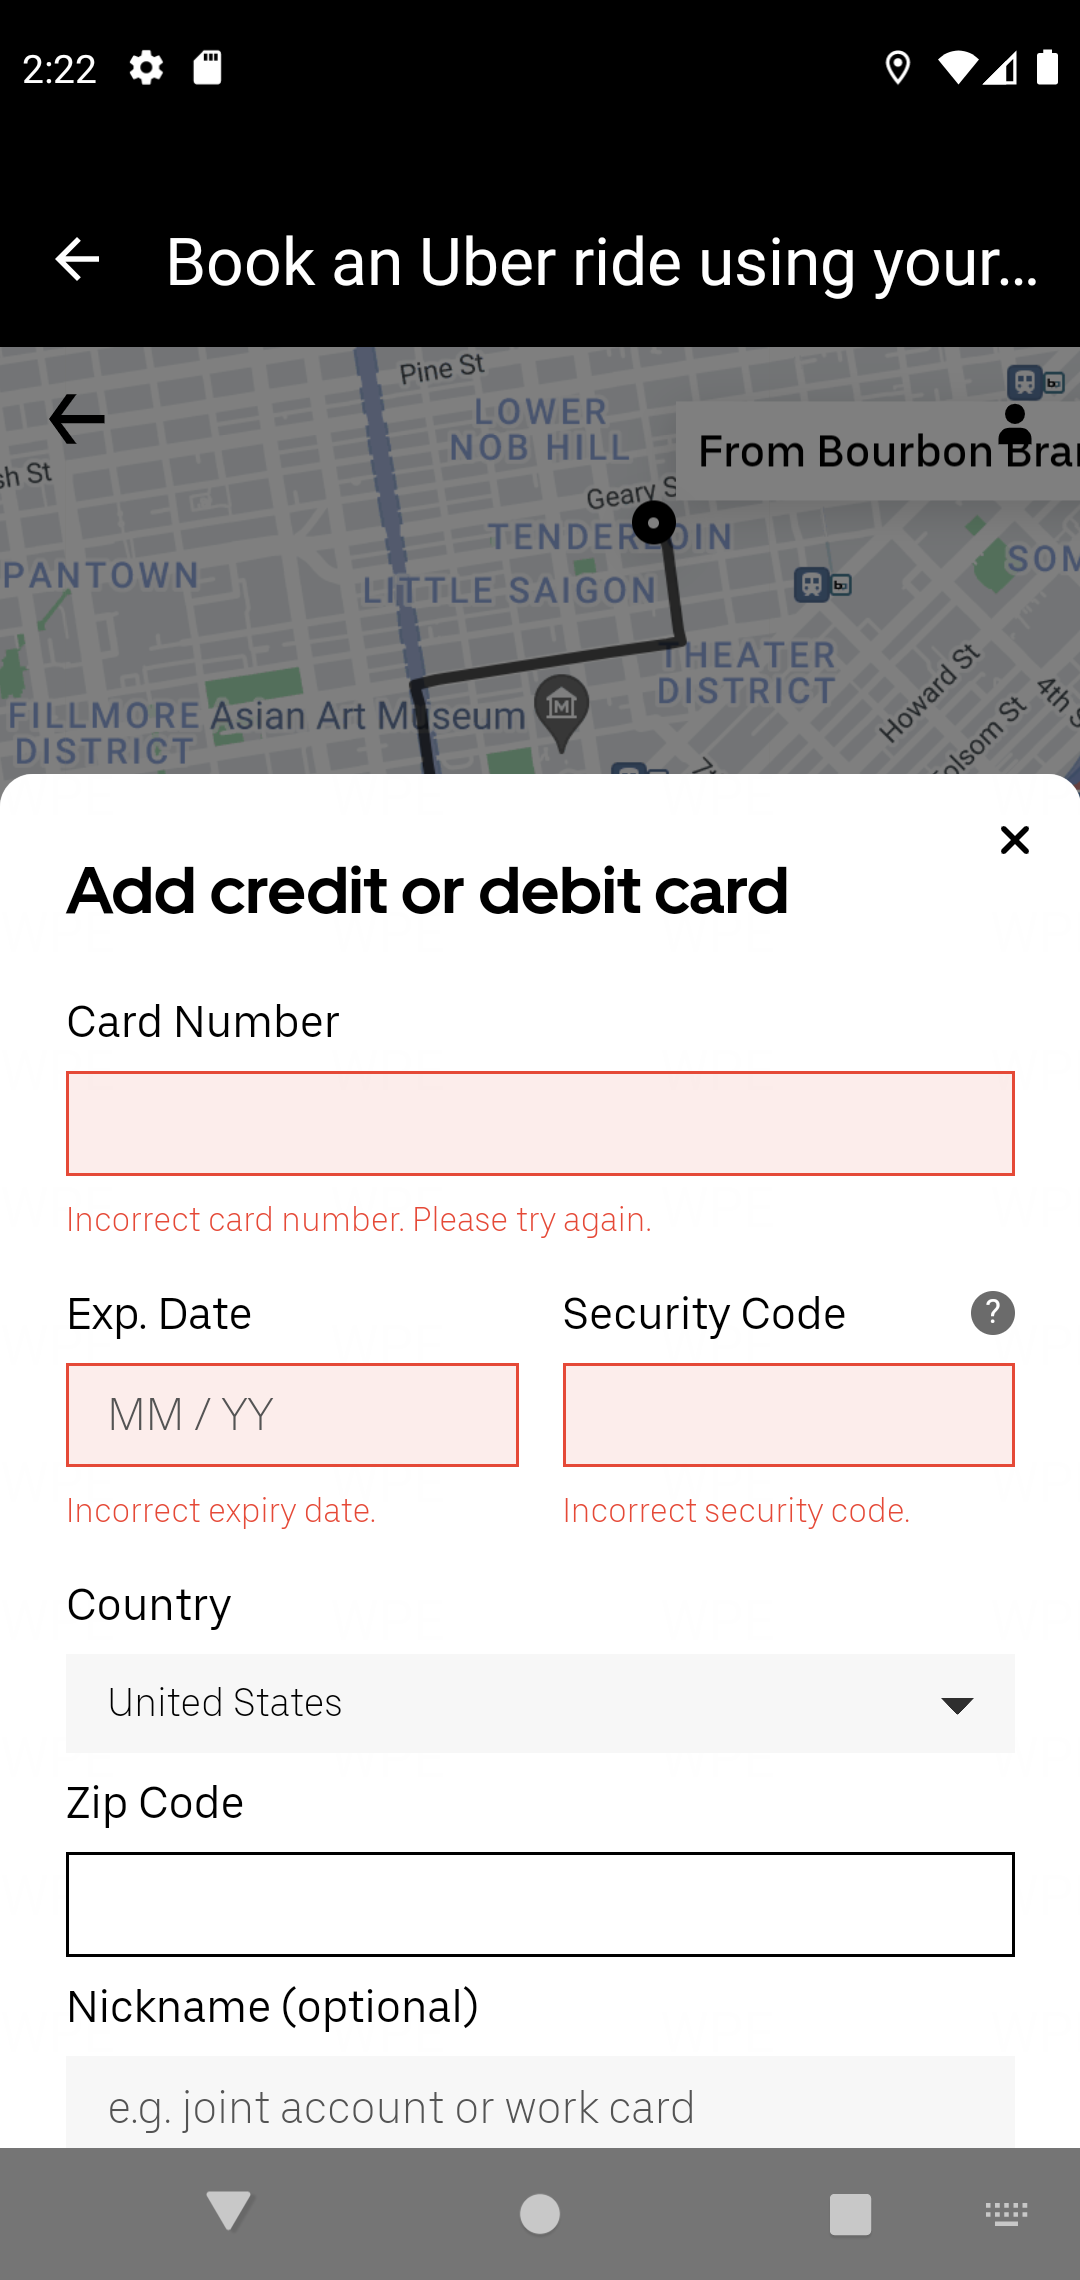 2:22
Book an Uber ride using your...
Pine St
LOWER
NOB HILL
From Bourbon Bra
sh St
Geary S
TENDERLOIN
PANTOWN
LITTLE SAIGON
SOM
THEATER
DISTRICT
Howard St
4th S
Folsom St
FILLMORE
DISTRICT
Asian Art Museum
Add credit or debit card
Card Number
Incorrect card number. Please try again.
Exp. Date
Security Code
?
MM / YY
Incorrect expiry date.
Incorrect security code.
Country
United States
Zip Code
Nickname (optional)
e.g. joint account or work card